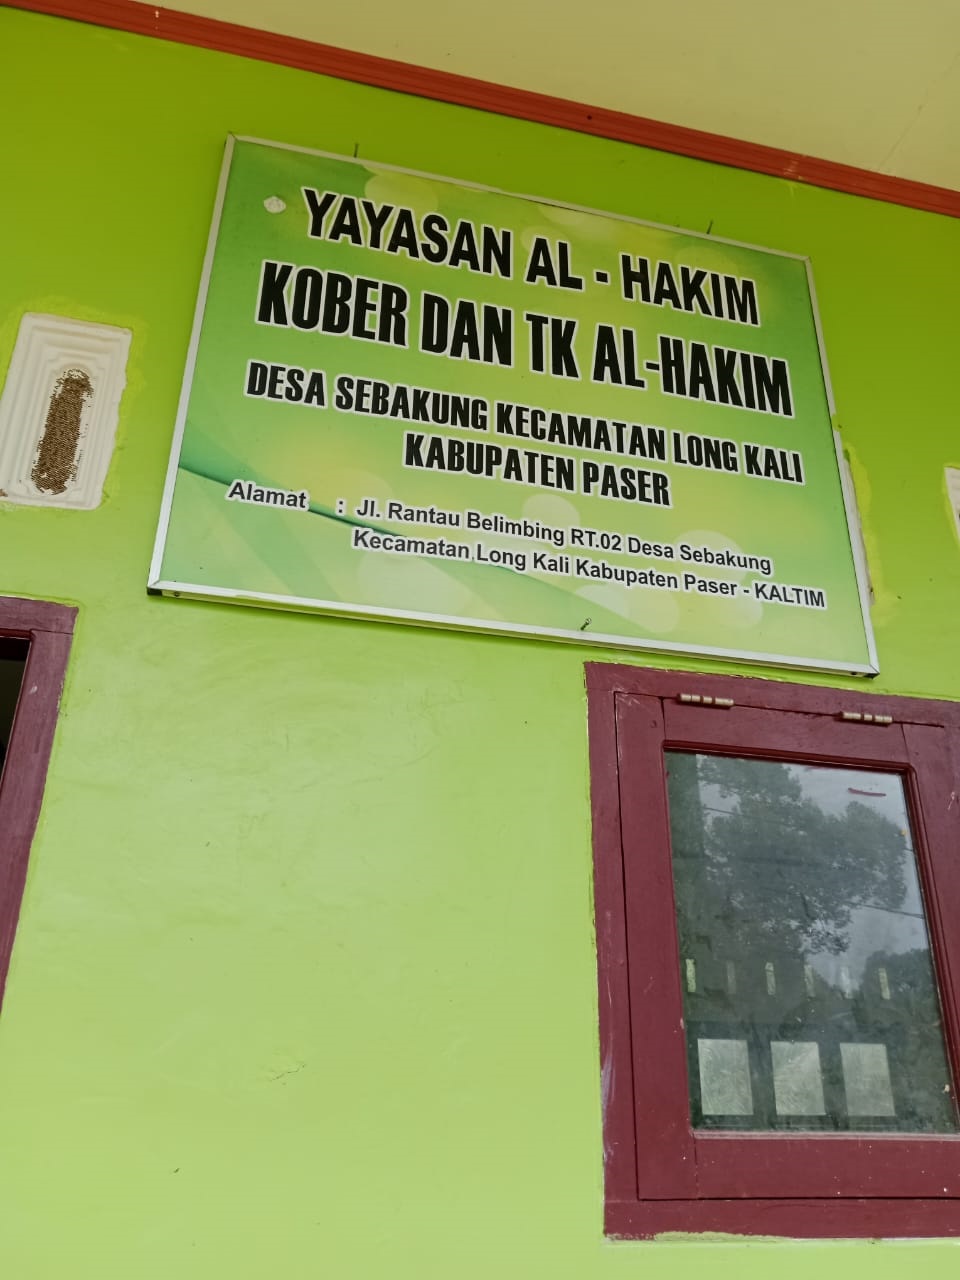 YAYASAN AL - HAKIM
KOBER DAN TK AL-HAKIM
DESA SEBAKUNG KECAMATAN LONG KALI
KABUPATEN PASER
Alamat : Jl. Rantau Belimbing RT.02 Desa Sebakung
Kecamatan Long Kali Kabupaten Paser - KALTIM